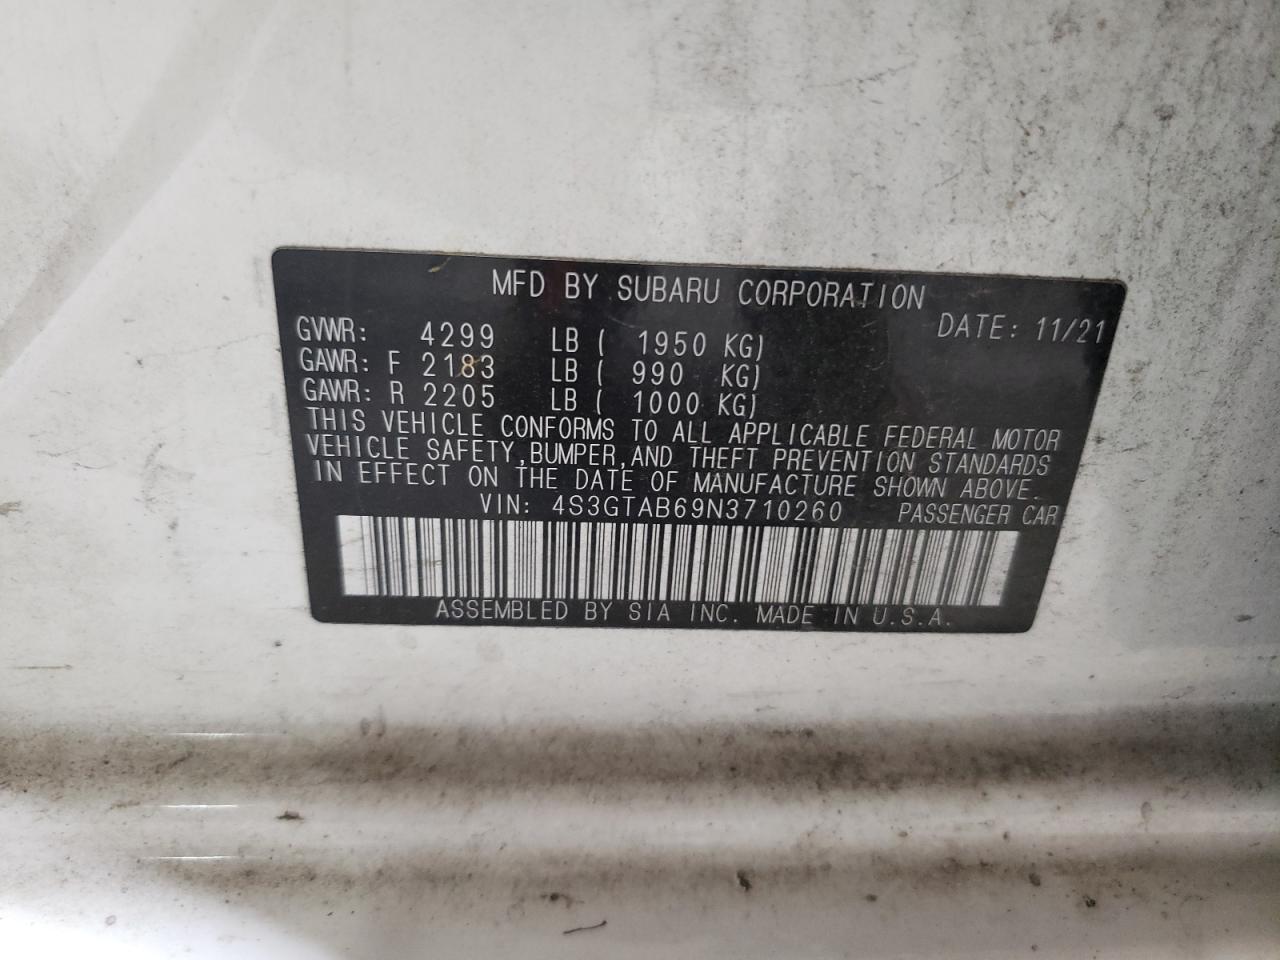 MFD BY SUBARU CORPORATION
DATE: 11/21
GVWR: 4299 LB ( 1950 KG)
GAWR: F 2183 LB ( 990 KG)
GAWR: R 2205 LB ( 1000 KG)
THIS VEHICLE CONFORMS TO ALL APPLICABLE FEDERAL MOTOR
VEHICLE SAFETY,BUMPER,AND THEFT PREVENTION STANDARDS
IN EFFECT ON THE DATE OF MANUFACTURE SHOWN ABOVE.
VIN: 4S3GTAB69N3710260 PASSENGER CAR
ASSEMBLED BY SIA INC. MADE IN U.S.A.